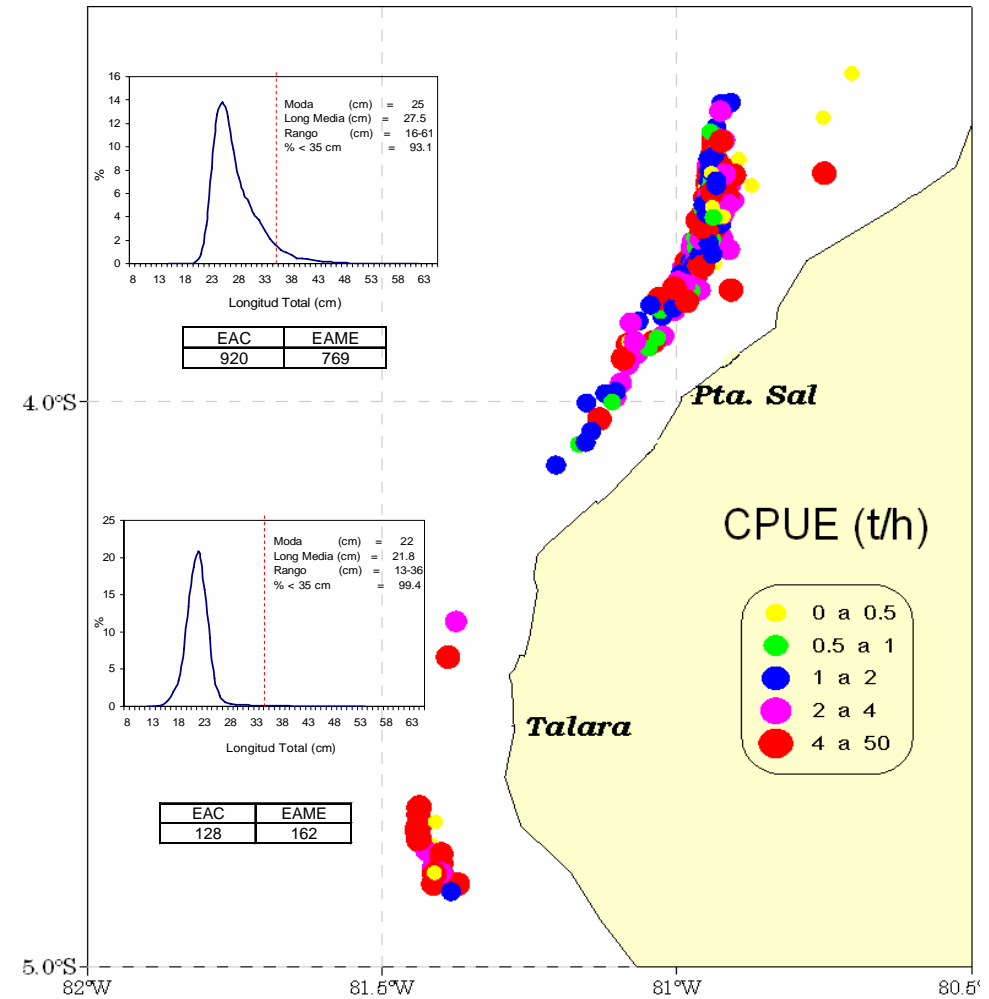 16
14
12
10
8
6
4
2
0
%
Moda (cm) = 25
Long Media (cm) = 27.5
Rango (cm) = 16-61
% < 35 cm = 93.1
8 13 18 23 28 33 38 43 48 53 58 63
Longitud Total (cm)
EAC EAME
920 769
4.0°S
Pta. Sal
CPUE (t/h)
0 a 0.5
0.5 a 1
1 a 2
2 a 4
4 a 50
25
20
15
10
5
0
%
Moda (cm) = 22
Long Media (cm) = 21.8
Rango (cm) = 13-36
% < 35 cm = 99.4
8 13 18 23 28 33 38 43 48 53 58 63
Longitud Total (cm)
Talara
EAC EAME
128 162
5.0°S
82°W 81.5°W 81°W 80.5°